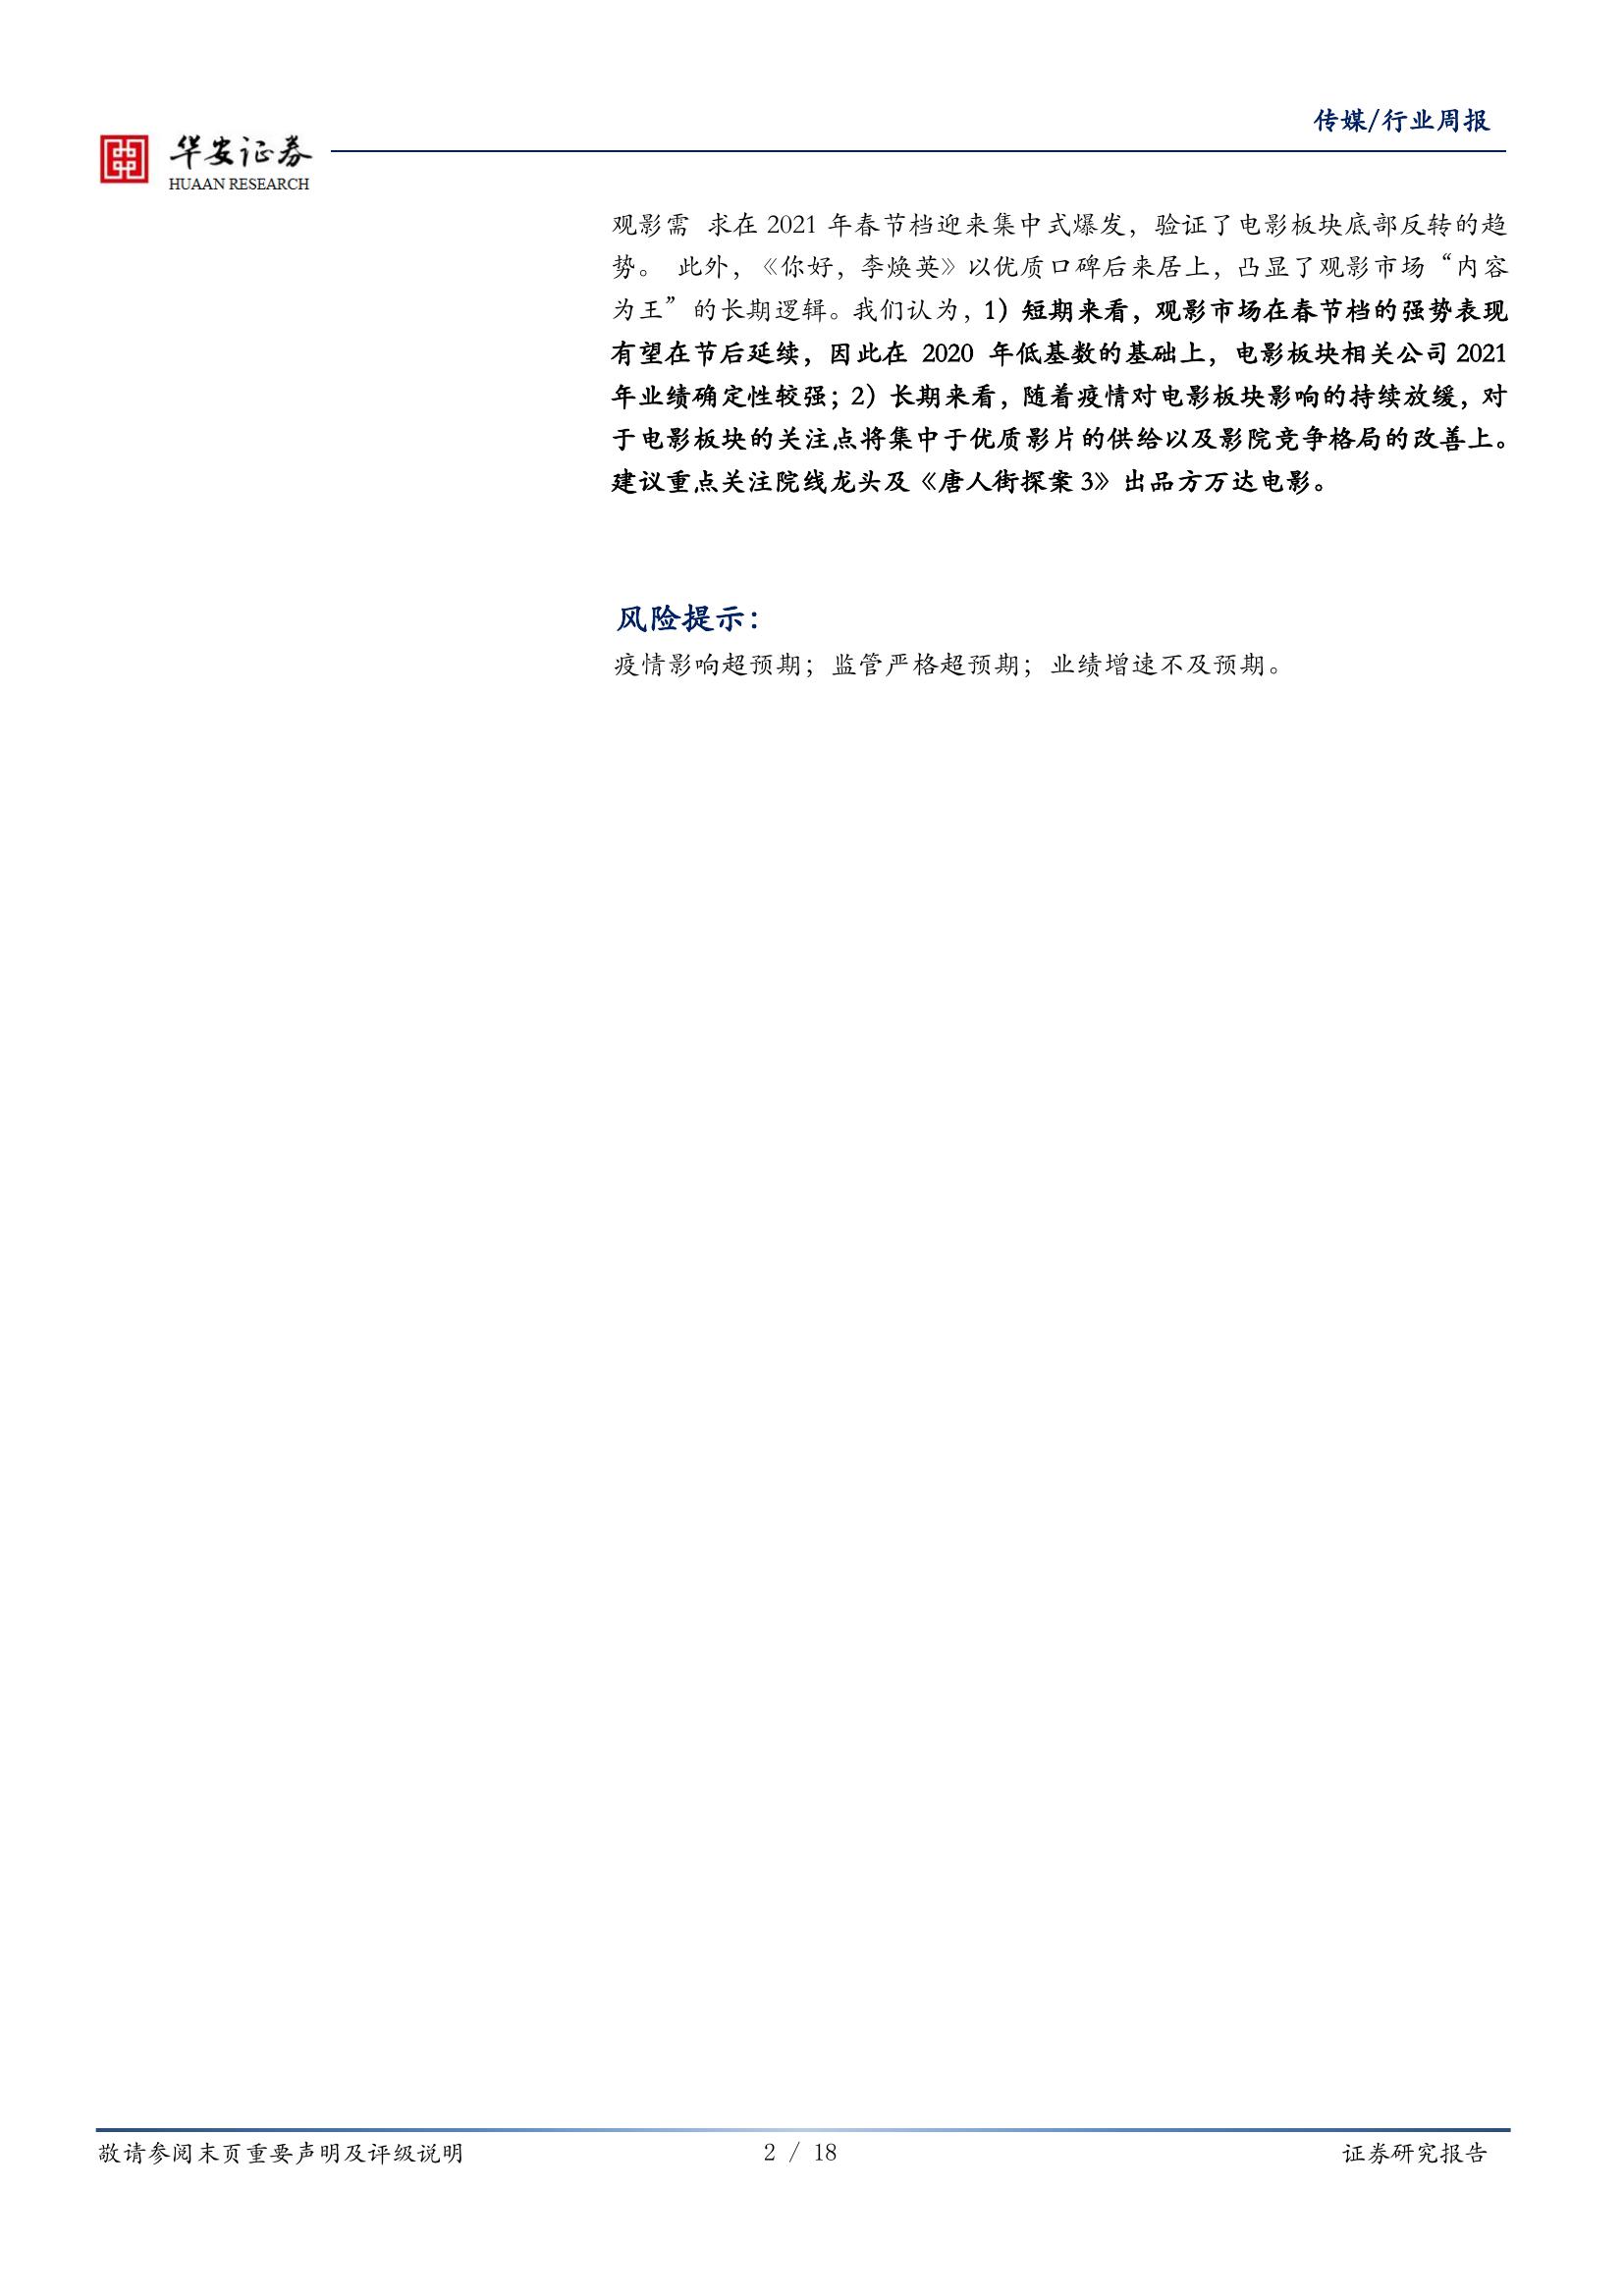 传媒/行业周报
华安证券
HUAAN RESEARCH
观影需 求在 2021 年春节档迎来集中式爆发，验证了电影板块底部反转的趋
势。 此外，《你好，李焕英》以优质口碑后来居上，凸显了观影市场“内容
为王”的长期逻辑。我们认为，1）短期来看，观影市场在春节档的强势表现
有望在节后延续，因此在 2020 年低基数的基础上，电影板块相关公司 2021
年业绩确定性较强；2）长期来看，随着疫情对电影板块影响的持续放缓，对
于电影板块的关注点将集中于优质影片的供给以及影院竞争格局的改善上。
建议重点关注院线龙头及《唐人街探案 3》出品方万达电影。
风险提示：
疫情影响超预期；监管严格超预期；业绩增速不及预期。
敬请参阅末页重要声明及评级说明
2 / 18
证券研究报告